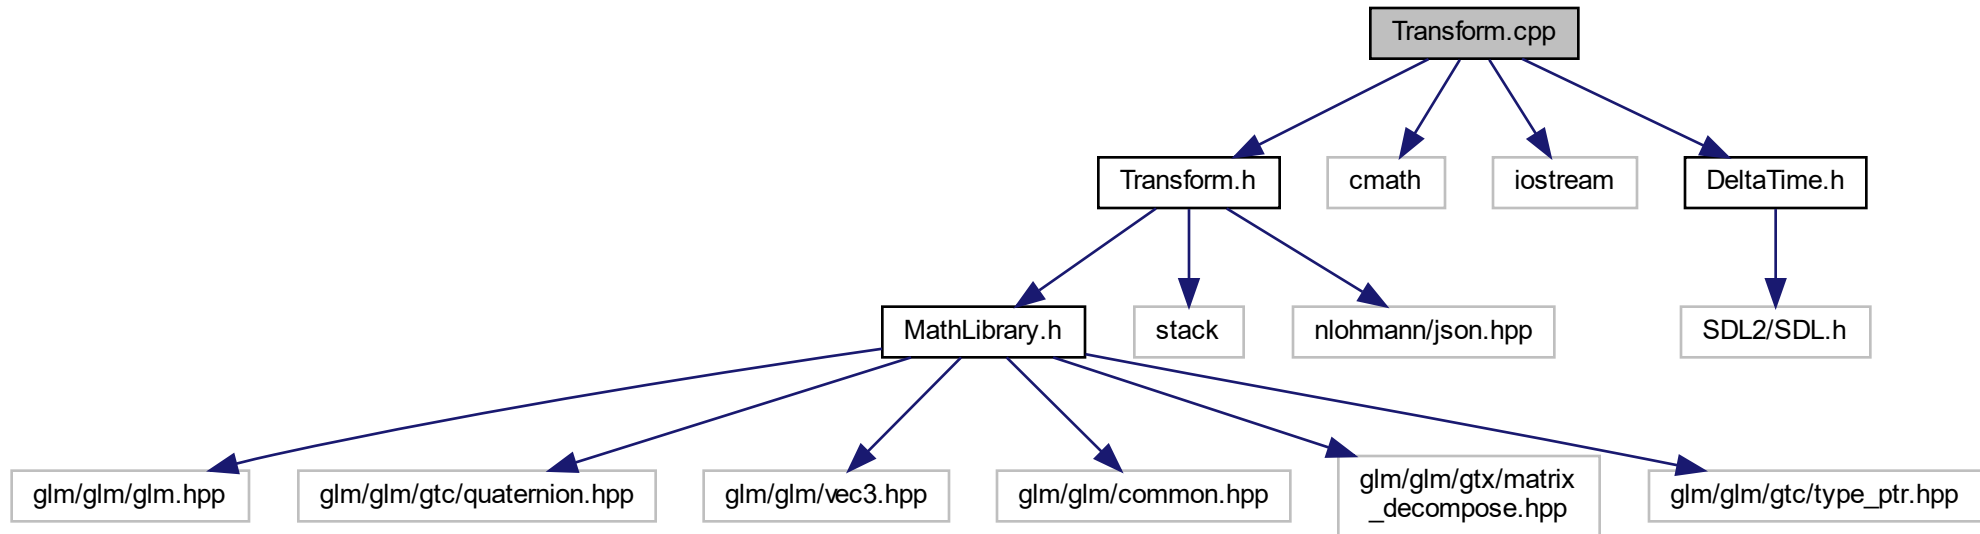 Transform.cpp
Transform.h
cmath
iostream
DeltaTime.h
MathLibrary.h
stack
nlohmann/json.hpp
SDL2/SDL.h
glm/glm/glm.hpp
glm/glm/gtc/quaternion.hpp
glm/glm/vec3.hpp
glm/glm/common.hpp
glm/glm/gtx/matrix
_decompose.hpp
glm/glm/gtc/type_ptr.hpp